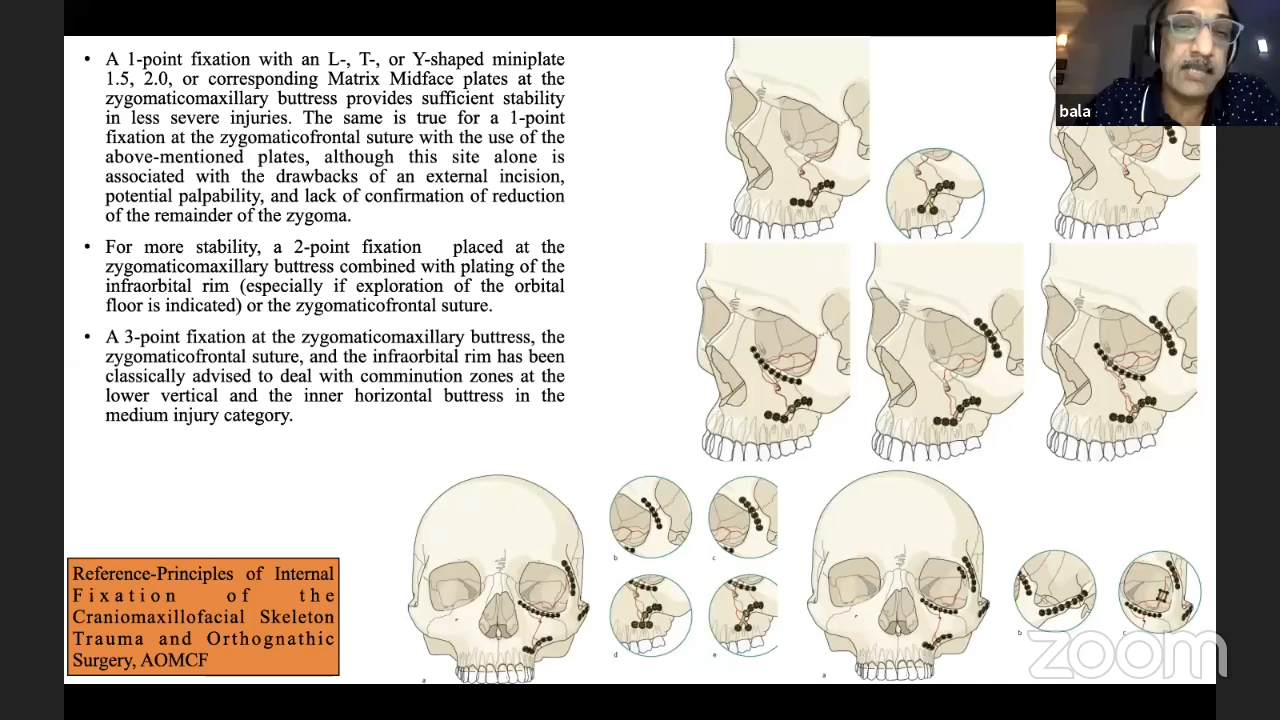 • A 1-point fixation with an L-, T-, or Y-shaped miniplate
1.5, 2.0, or corresponding Matrix Midface plates at the
zygomaticomaxillary buttress provides sufficient stability
in less severe injuries. The same is true for a 1-point
fixation at the zygomaticofrontal suture with the use of the
above-mentioned plates, although this site alone is
associated with the drawbacks of an external incision,
potential palpability, and lack of confirmation of reduction
of the remainder of the zygoma.
• For more stability, a 2-point fixation placed at the
zygomaticomaxillary buttress combined with plating of the
infraorbital rim (especially if exploration of the orbital
floor is indicated) or the zygomaticofrontal suture.
• A 3-point fixation at the zygomaticomaxillary buttress, the
zygomaticofrontal suture, and the infraorbital rim has been
classically advised to deal with comminution zones at the
lower vertical and the inner horizontal buttress in the
medium injury category.
Reference-Principles of Internal
Fixation of the
Craniomaxillofacial Skeleton
Trauma and Orthognathic
Surgery, AOMCF
bala
b
c
d
e
a
a
b
c
zoom